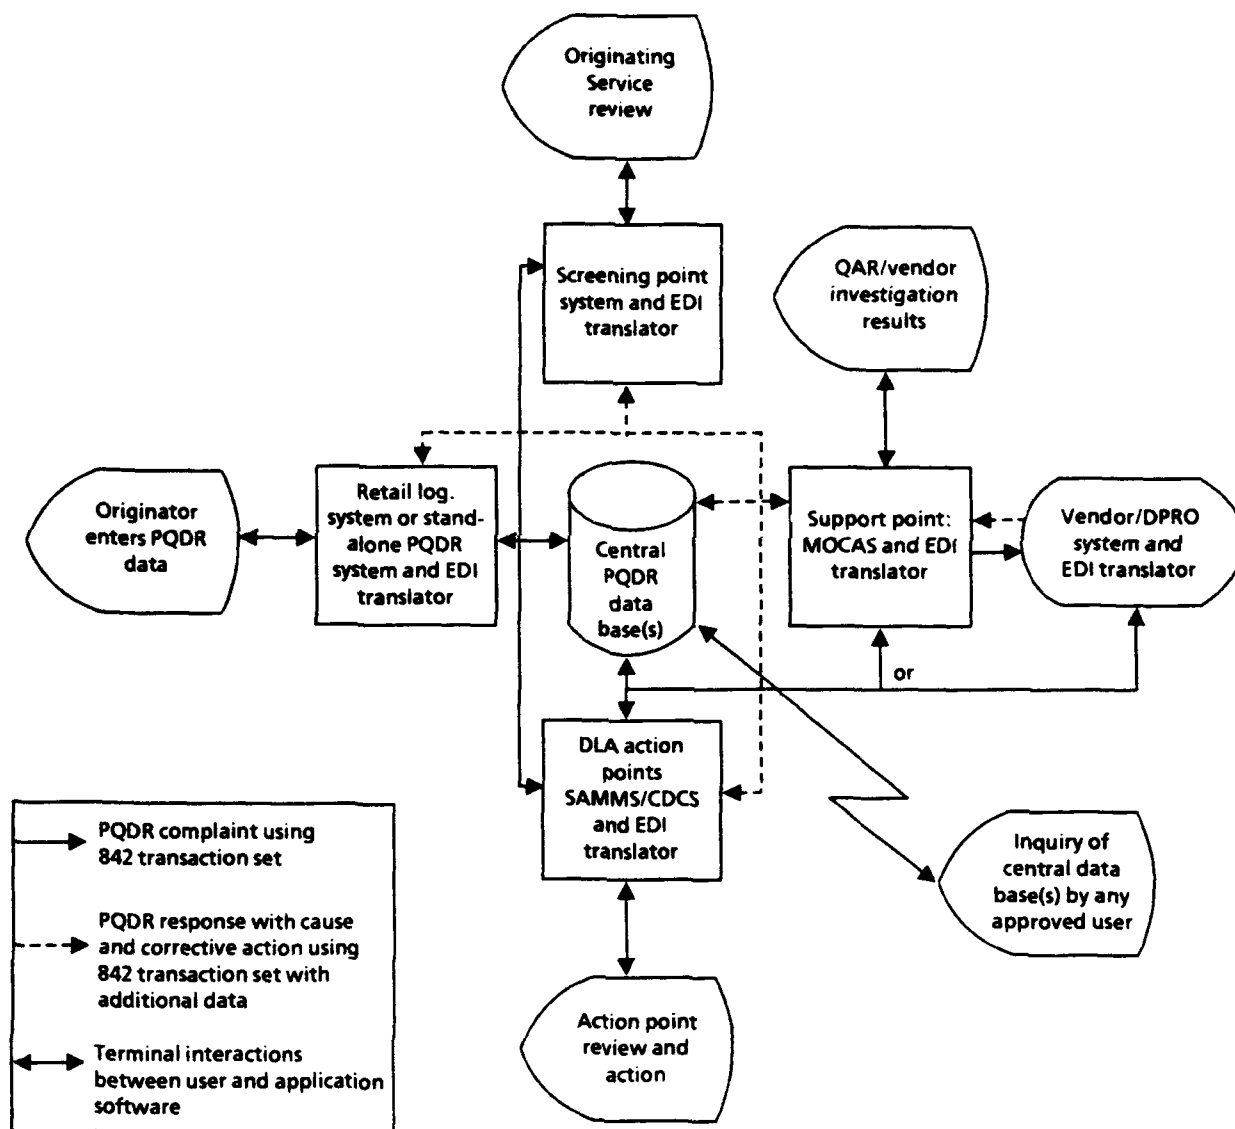 Originating
Service
review
Screening point
system and EDI
translator
QAR/vendor
investigation
results
Originator
enters PQDR
data
Retail log.
system or stand-
alone PQDR
system and EDI
translator
Central
PQDR
data
base(s)
Support point:
MOCAS and EDI
translator
Vendor/DPRO
system and
EDI translator
or
DLA action
points
SAMMS/CDCS
and EDI
translator
Inquiry of
central data
base(s) by any
approved user
Action point
review and
action
PQDR complaint using
842 transaction set
PQDR response with cause
and corrective action using
842 transaction set with
additional data
Terminal interactions
between user and application
software